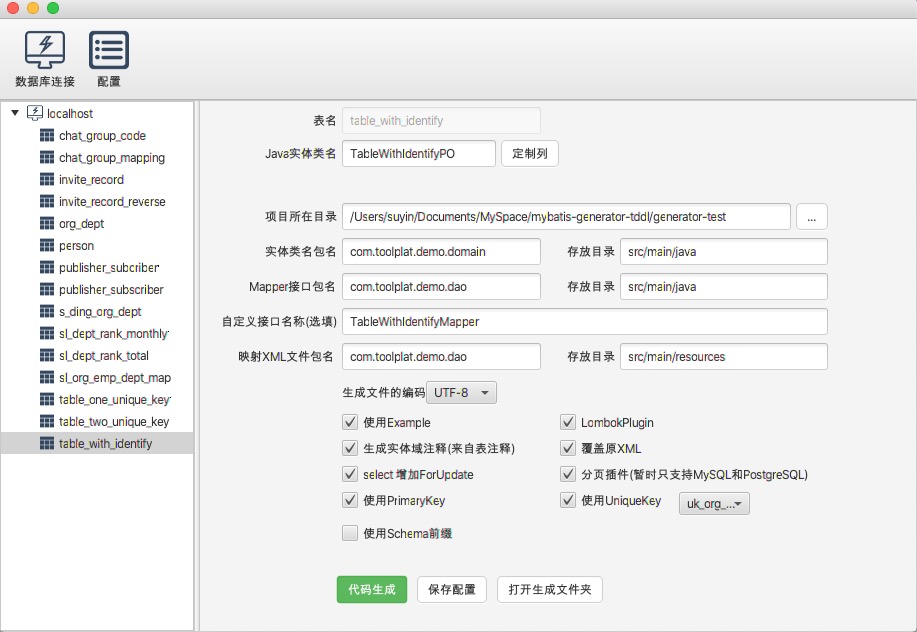 数据库连接
配置
localhost
chat_group_code
chat_group_mapping
invite_record
invite_record_reverse
org_dept
person
publisher_subcriber
publisher_subscriber
s_ding_org_dept
sl_dept_rank_monthly
sl_dept_rank_total
sl_org_emp_dept_map
table_one_unique_key
table_two_unique_key
table_with_identify
表名 table_with_identify
Java实体类名 TableWithIdentifyPO 定制列
项目所在目录 /Users/suyin/Documents/MySpace/mybatis-generator-tddl/generator-test ...
实体类名包名 com.toolplat.demo.domain 存放目录 src/main/java
Mapper接口包名 com.toolplat.demo.dao 存放目录 src/main/java
自定义接口名称(选填) TableWithIdentifyMapper
映射XML文件包名 com.toolplat.demo.dao 存放目录 src/main/resources
生成文件的编码 UTF-8
使用Example LombokPlugin
生成实体域注释(来自表注释) 覆盖原XML
select 增加ForUpdate 分页插件(暂时只支持MySQL和PostgreSQL)
使用PrimaryKey 使用UniqueKey uk_org_...
使用Schema前缀
代码生成 保存配置 打开生成文件夹